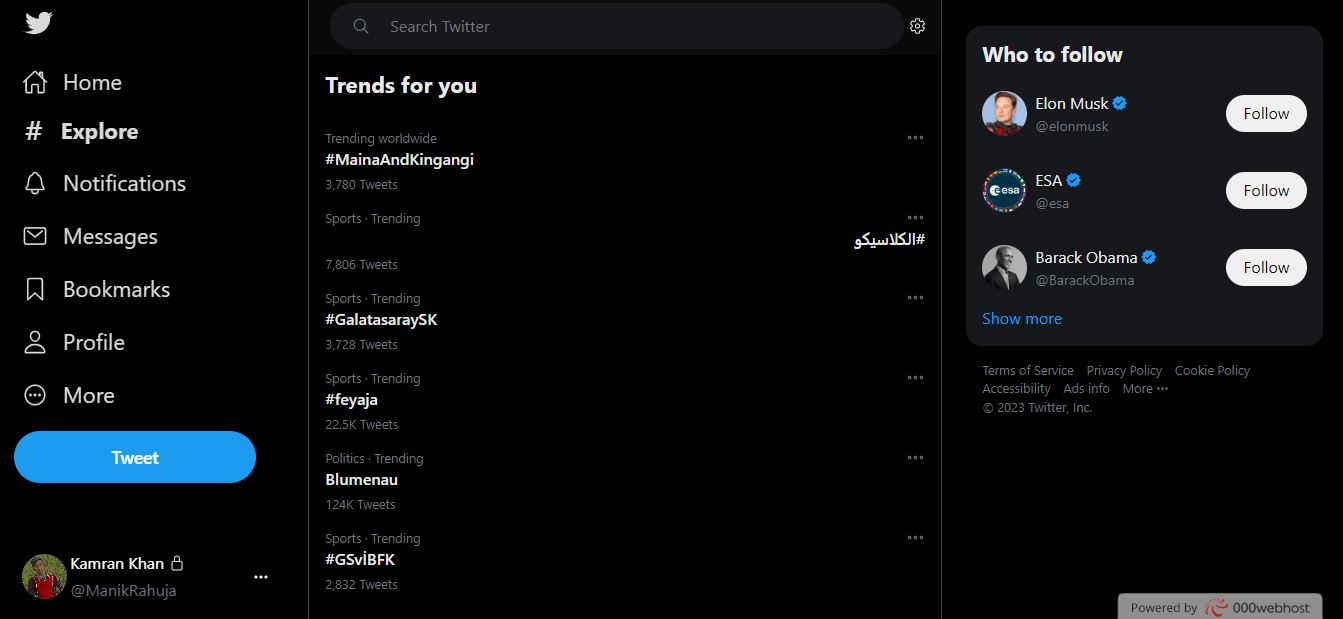 Home
# Explore
Notifications
Messages
Bookmarks
Profile
More
Tweet
Kamran Khan
@ManikRahuja
Search Twitter
Trends for you
Trending worldwide
#MainaAndKingangi
3,780 Tweets
Sports · Trending
#الكلاسيكو
7,806 Tweets
Sports · Trending
#GalatasaraySK
3,728 Tweets
Sports · Trending
#feyaja
22.5K Tweets
Politics · Trending
Blumenau
124K Tweets
Sports · Trending
#GSvİBFK
2,832 Tweets
Who to follow
Elon Musk
@elonmusk
Follow
esa
ESA
@esa
Follow
Barack Obama
@BarackObama
Follow
Show more
Terms of Service Privacy Policy Cookie Policy
Accessibility Ads info More ···
© 2023 Twitter, Inc.
Powered by 000webhost